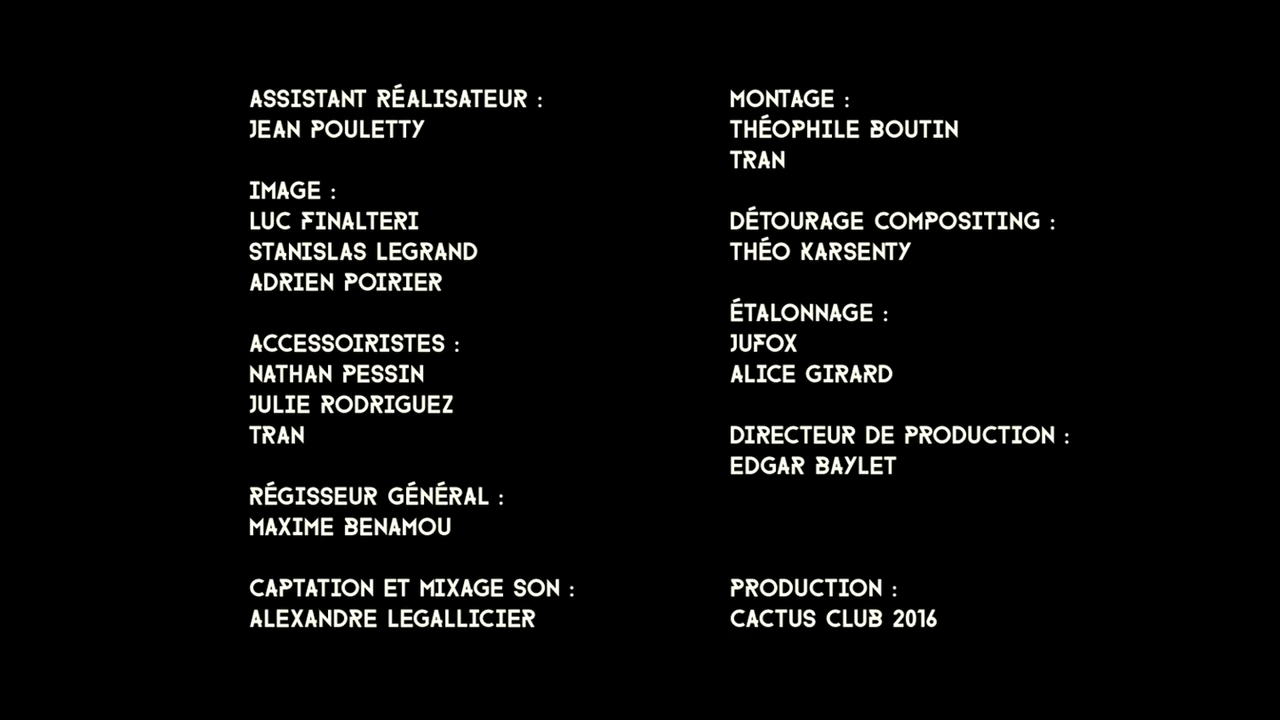 ASSISTANT RÉALISATEUR :
JEAN POULETTY
IMAGE :
LUC FINALTERI
STANISLAS LEGRAND
ADRIEN POIRIER
ACCESSOIRISTES :
NATHAN PESSIN
JULIE RODRIGUEZ
TRAN
RÉGISSEUR GÉNÉRAL :
MAXIME BENAMOU
CAPTATION ET MIXAGE SON :
ALEXANDRE LEGALLICIER
MONTAGE :
THÉOPHILE BOUTIN
TRAN
DÉTOURAGE COMPOSITING :
THÉO KARSENTY
ÉTALONNAGE :
JUFOX
ALICE GIRARD
DIRECTEUR DE PRODUCTION :
EDGAR BAYLET
PRODUCTION :
CACTUS CLUB 2016